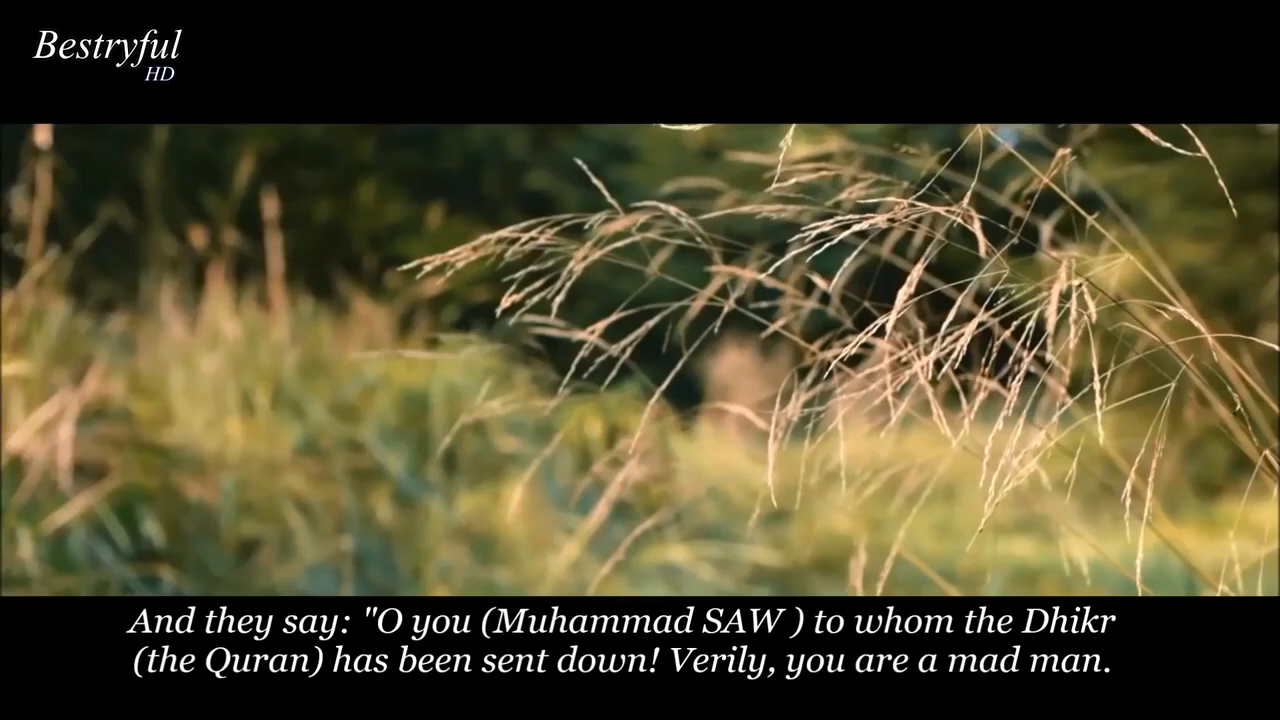 Bestryful
HD
And they say: "O you (Muhammad SAW ) to whom the Dhikr
(the Quran) has been sent down! Verily, you are a mad man.